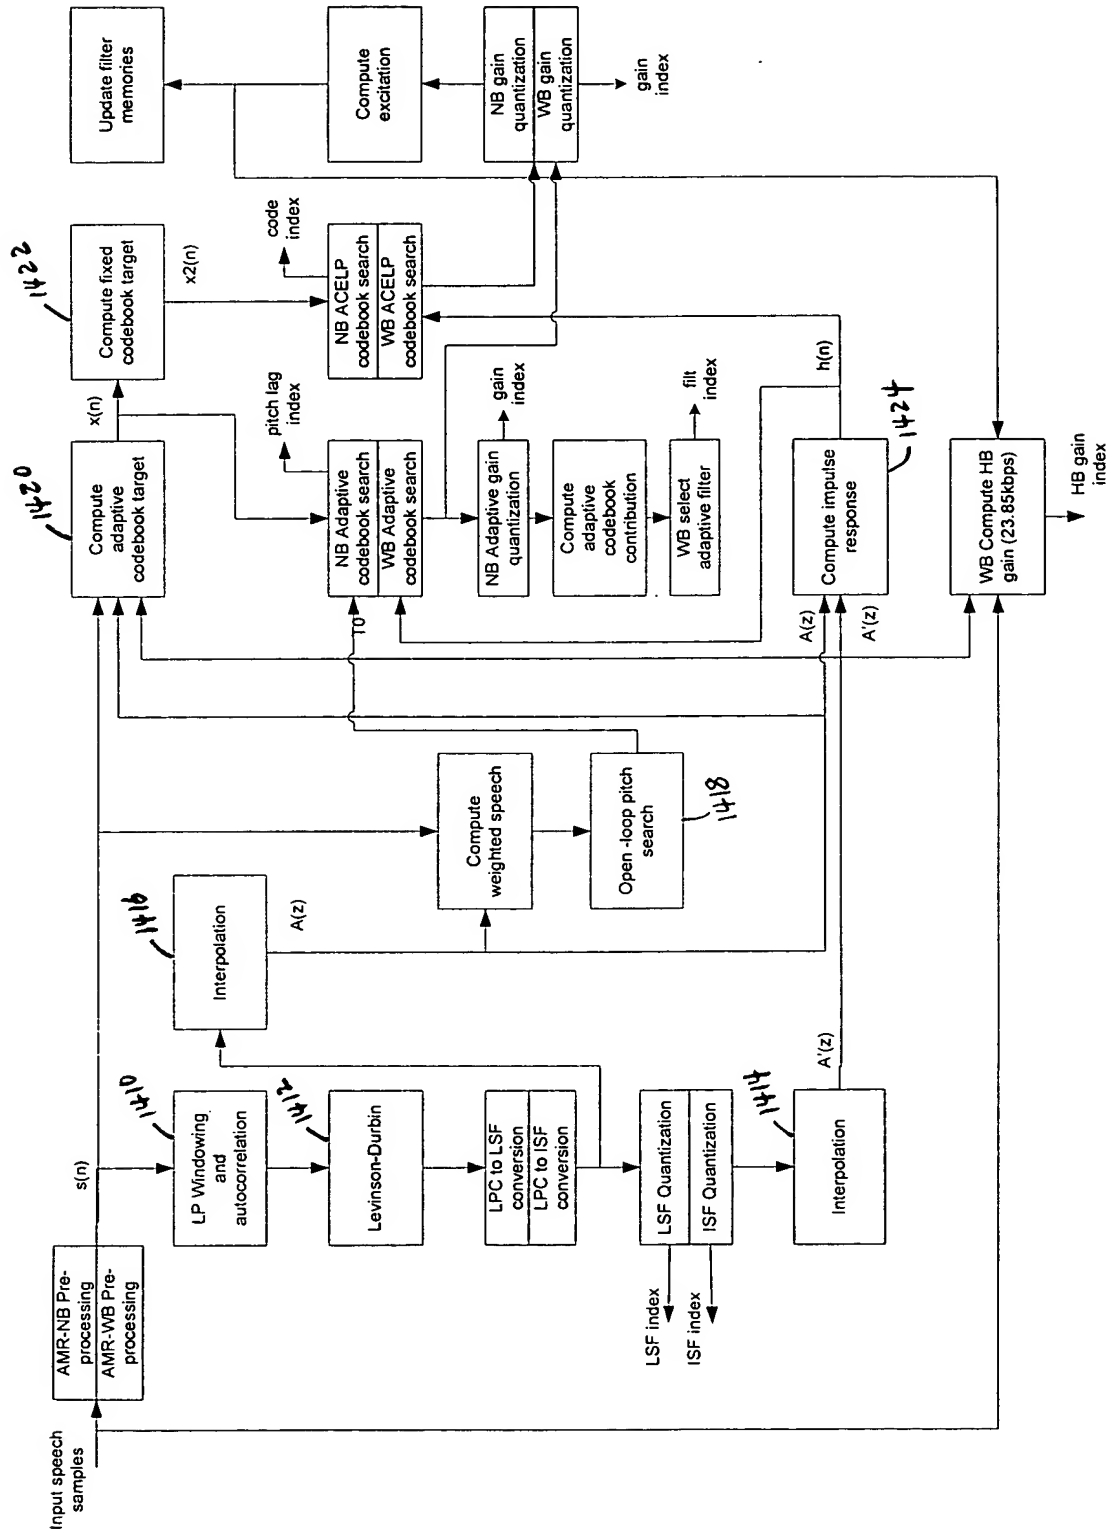 Input speech
samples
AMR-NB Pre-
processing
AMR-WB Pre-
processing
s(n)
1410
LP Windowing
and
autocorrelation
1412
Levinson-Durbin
LPC to LSF
conversion
LPC to ISF
conversion
LSF Quantization
ISF Quantization
LSF index
ISF index
1414
Interpolation
A'(z)
1416
Interpolation
A(z)
Compute
weighted speech
Open -loop pitch
search
1418
T0
1420
Compute
adaptive
codebook target
x(n)
NB Adaptive
codebook search
WB Adaptive
codebook search
pitch lag
index
NB Adaptive gain
quantization
gain
index
Compute
adaptive
codebook
contribution
WB select
adaptive filter
filt
index
A(z)
A'(z)
Compute impulse
response
1424
h(n)
WB Compute HB
gain (23.85kbps)
HB gain
index
1422
Compute fixed
codebook target
x2(n)
NB ACELP
codebook search
WB ACELP
codebook search
code
index
Update filter
memories
Compute
excitation
NB gain
quantization
WB gain
quantization
gain
index